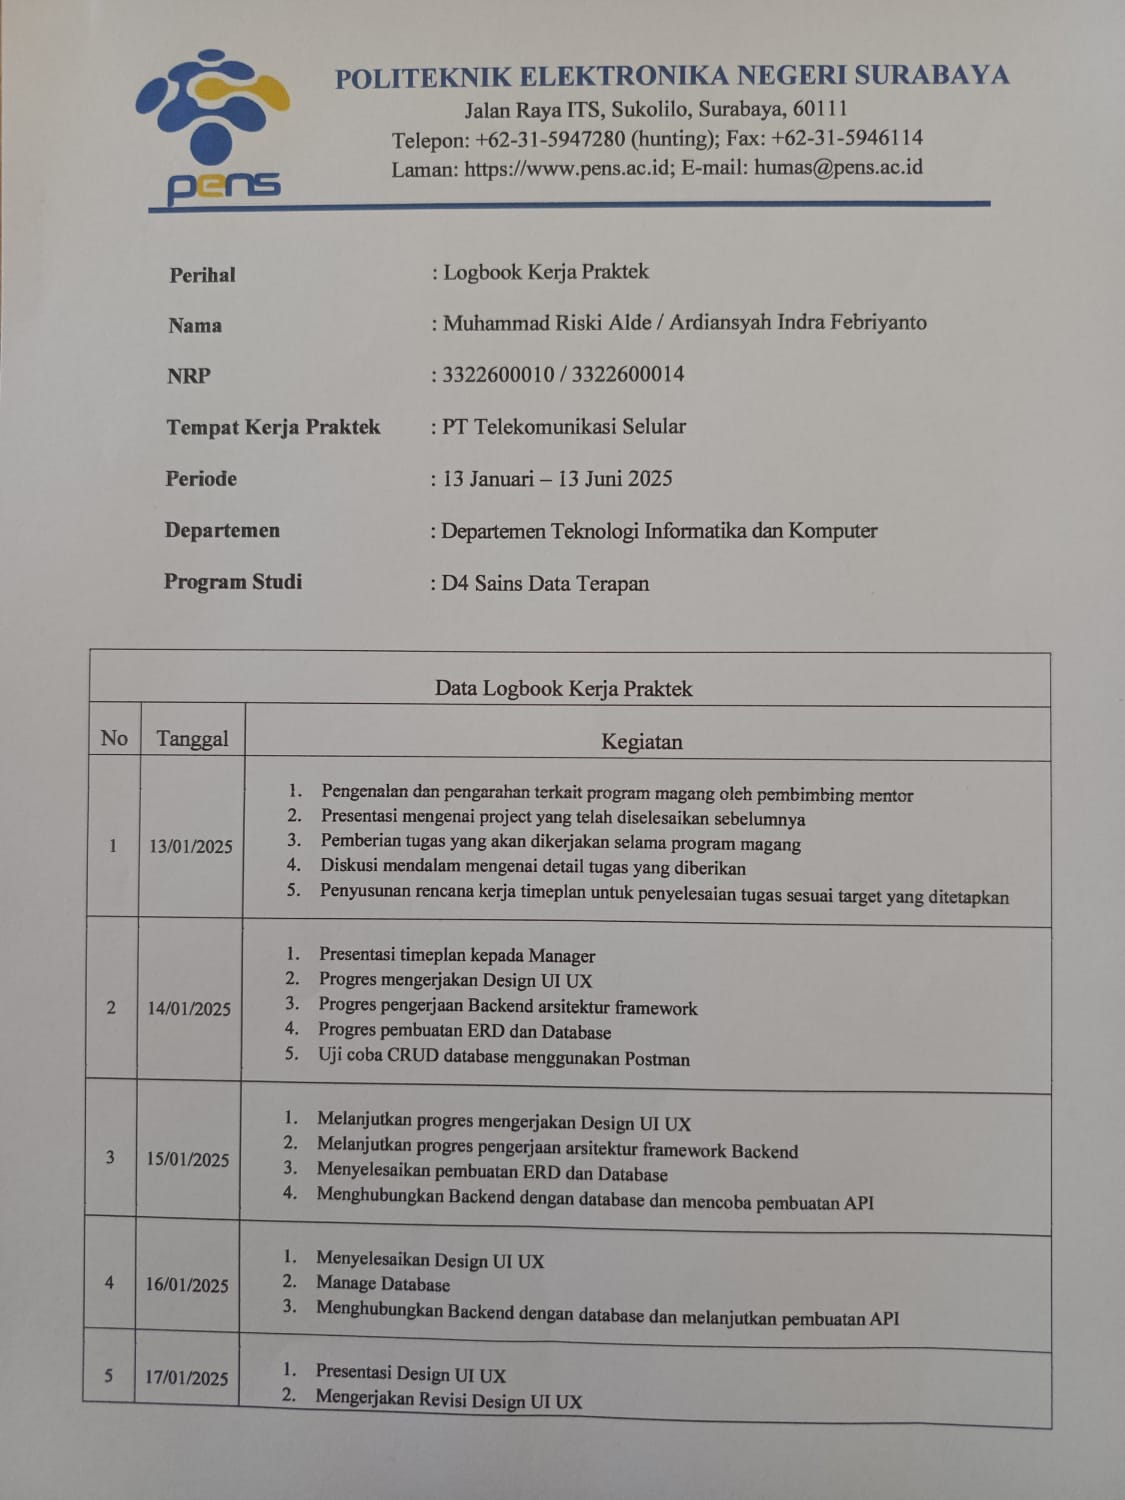 pens
POLITEKNIK ELEKTRONIKA NEGERI SURABAYA
Jalan Raya ITS, Sukolilo, Surabaya, 60111
Telepon: +62-31-5947280 (hunting); Fax: +62-31-5946114
Laman: https://www.pens.ac.id; E-mail: humas@pens.ac.id
Perihal : Logbook Kerja Praktek
Nama : Muhammad Riski Alde / Ardiansyah Indra Febriyanto
NRP : 3322600010 / 3322600014
Tempat Kerja Praktek : PT Telekomunikasi Selular
Periode : 13 Januari – 13 Juni 2025
Departemen : Departemen Teknologi Informatika dan Komputer
Program Studi : D4 Sains Data Terapan
Data Logbook Kerja Praktek
No Tanggal Kegiatan
1 13/01/2025
1. Pengenalan dan pengarahan terkait program magang oleh pembimbing mentor
2. Presentasi mengenai project yang telah diselesaikan sebelumnya
3. Pemberian tugas yang akan dikerjakan selama program magang
4. Diskusi mendalam mengenai detail tugas yang diberikan
5. Penyusunan rencana kerja timeplan untuk penyelesaian tugas sesuai target yang ditetapkan
2 14/01/2025
1. Presentasi timeplan kepada Manager
2. Progres mengerjakan Design UI UX
3. Progres pengerjaan Backend arsitektur framework
4. Progres pembuatan ERD dan Database
5. Uji coba CRUD database menggunakan Postman
3 15/01/2025
1. Melanjutkan progres mengerjakan Design UI UX
2. Melanjutkan progres pengerjaan arsitektur framework Backend
3. Menyelesaikan pembuatan ERD dan Database
4. Menghubungkan Backend dengan database dan mencoba pembuatan API
4 16/01/2025
1. Menyelesaikan Design UI UX
2. Manage Database
3. Menghubungkan Backend dengan database dan melanjutkan pembuatan API
5 17/01/2025
1. Presentasi Design UI UX
2. Mengerjakan Revisi Design UI UX